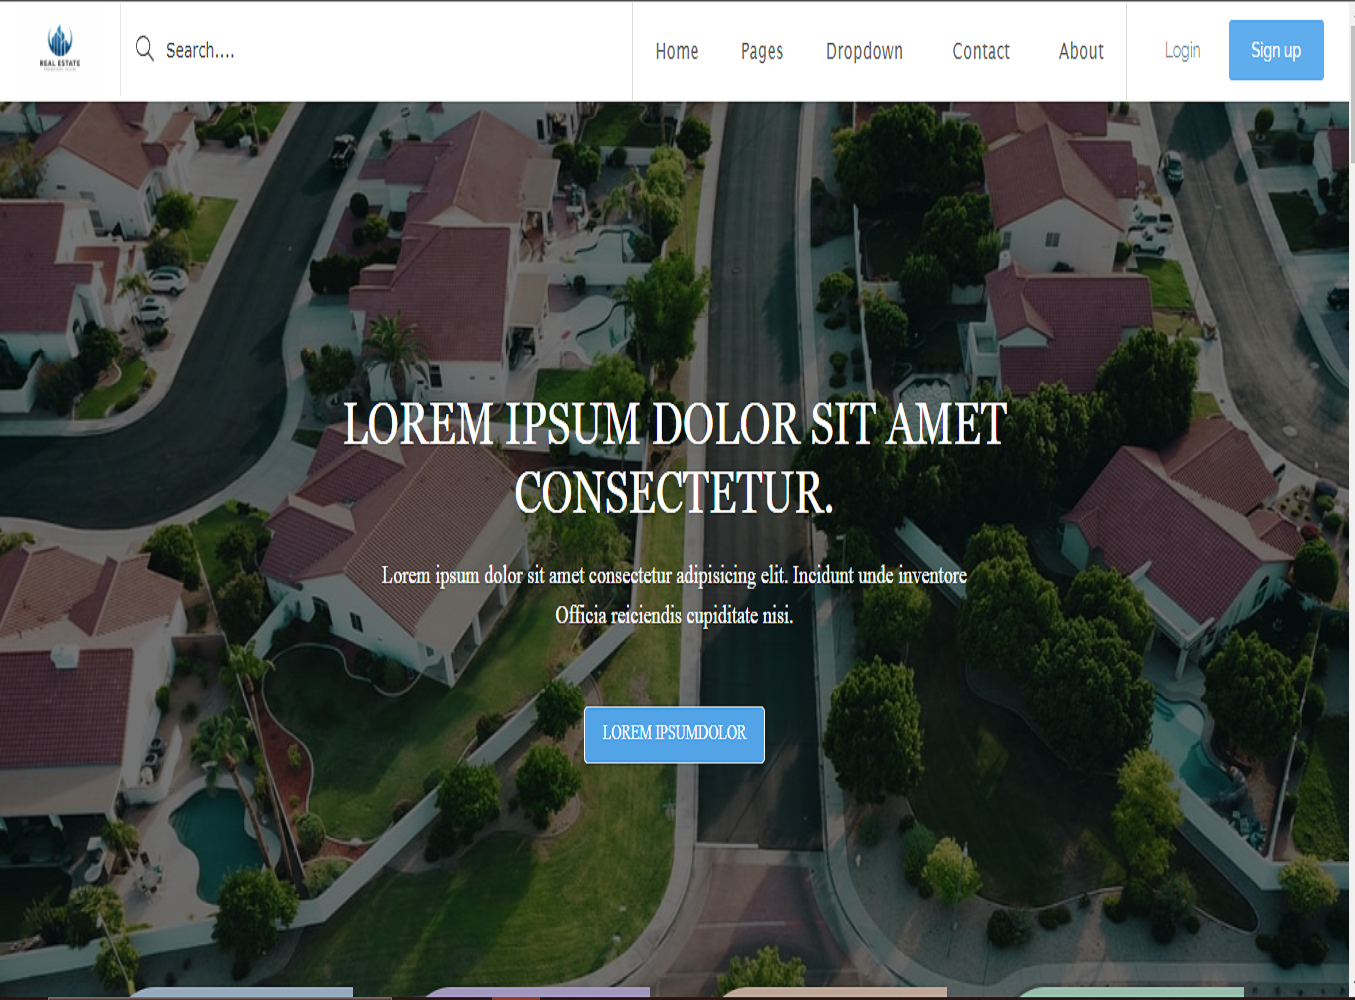 REAL ESTATE
Search....
Home
Pages
Dropdown
Contact
About
Login
Sign up
LOREM IPSUM DOLOR SIT AMET
CONSECTETUR.
Lorem ipsum dolor sit amet consectetur adipisicing elit. Incidunt unde inventore
Officia reiciendis cupiditate nisi.
LOREM IPSUMDOLOR